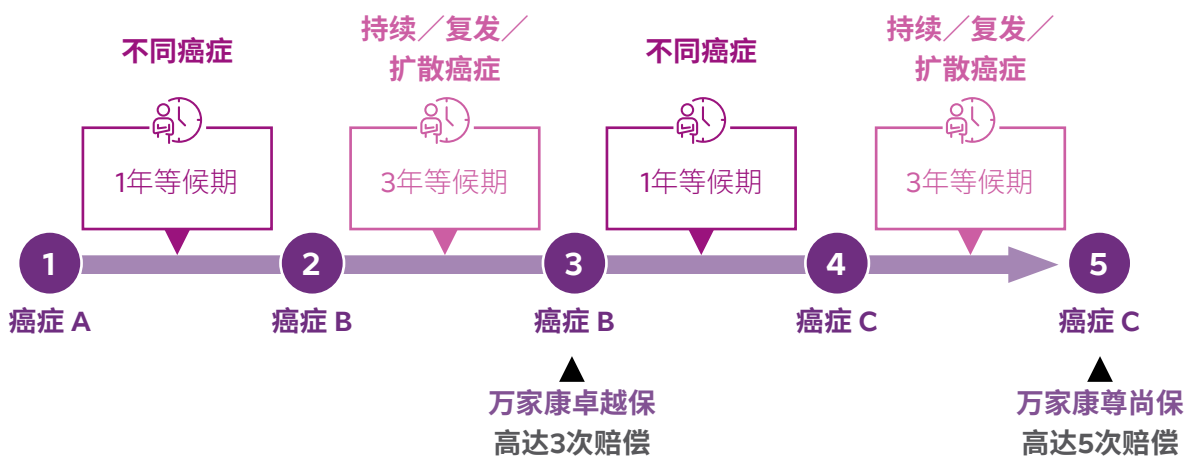 不同癌症
持续／复发／
扩散癌症
不同癌症
持续／复发／
扩散癌症
1年等候期
3年等候期
1年等候期
3年等候期
1
2
3
4
5
癌症 A
癌症 B
癌症 B
癌症 C
癌症 C
万家康卓越保
高达3次赔偿
万家康尊尚保
高达5次赔偿